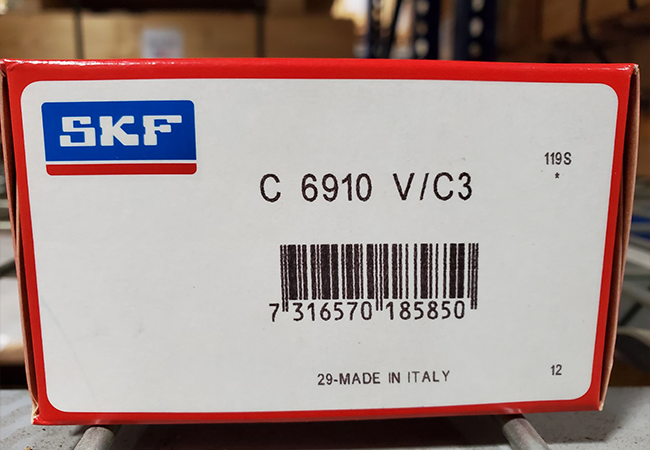 SKF
119S
*
C 6910 V/C3
7 316570 185850
29-MADE IN ITALY
12